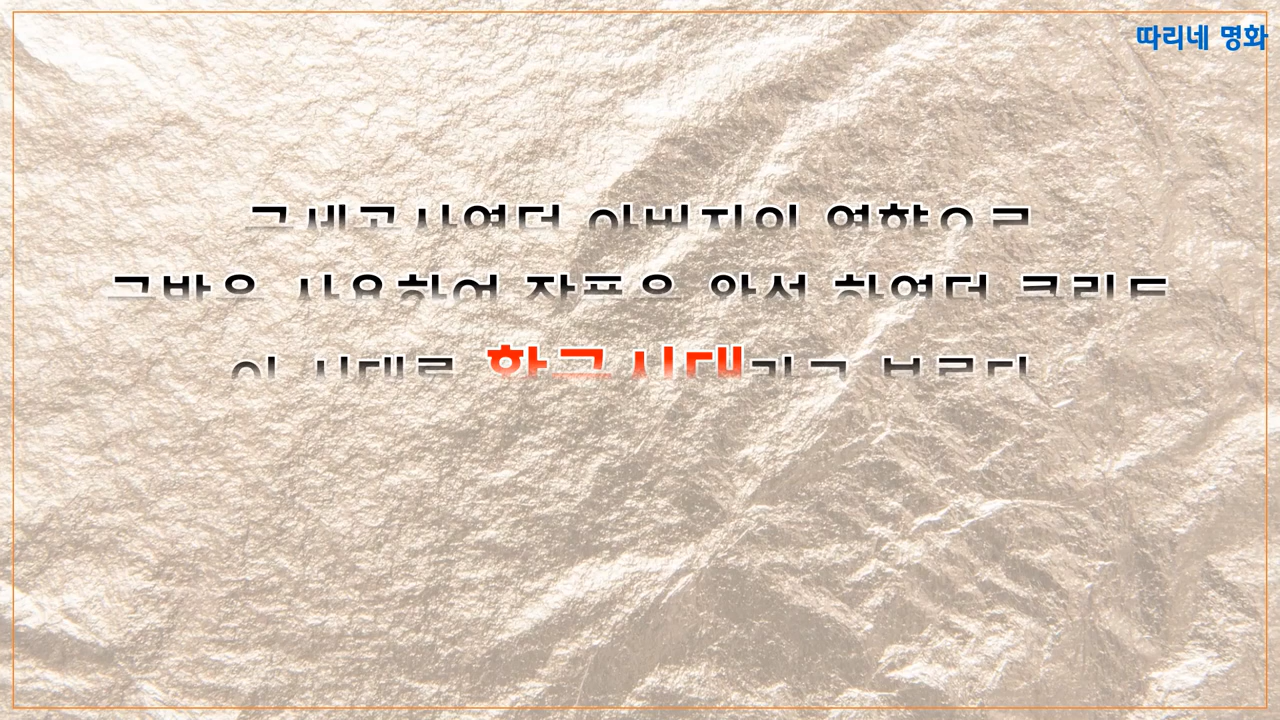 따리네 명화
금세공사였던 아버지의 영향으로
금박을 사용하여 작품을 완성 하였던 클림트
이 시대를 황금시대라고 부른다